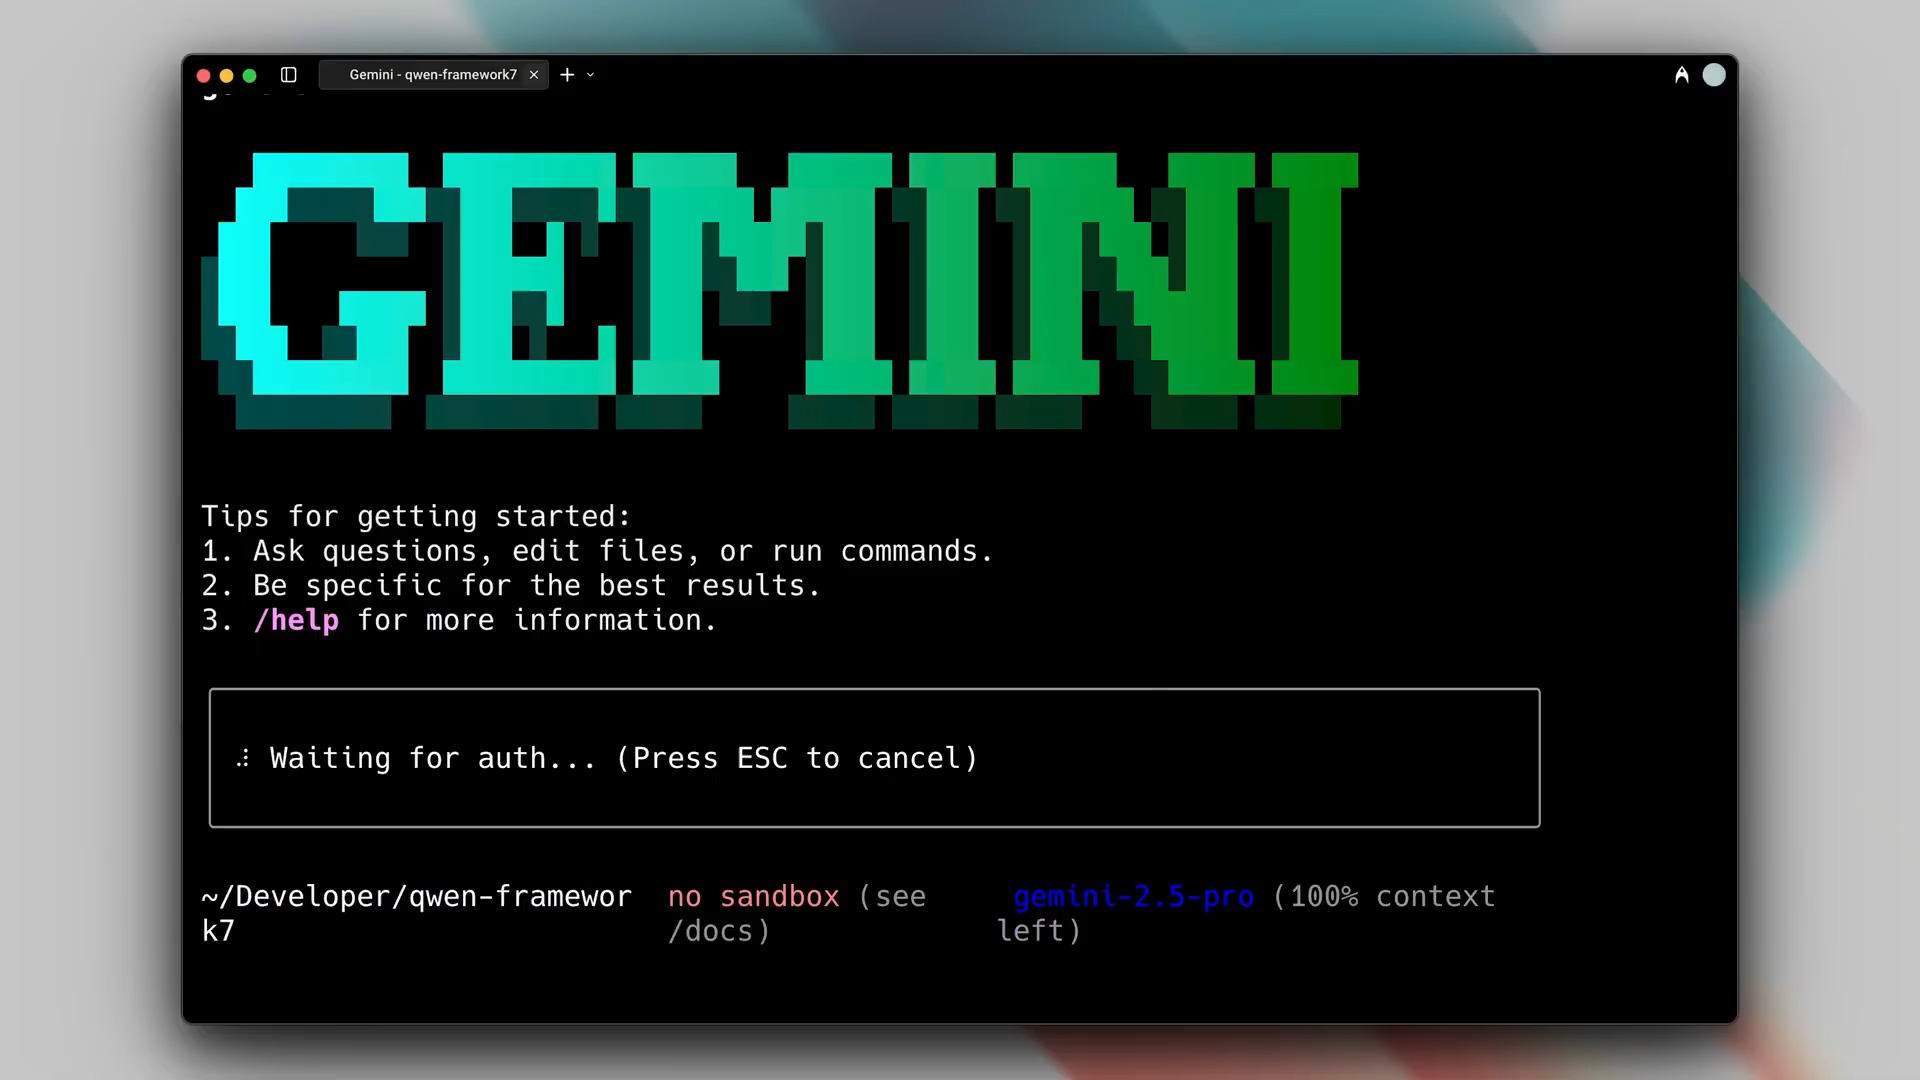 Gemini - qwen-framework7
GEMINI
Tips for getting started:
1. Ask questions, edit files, or run commands.
2. Be specific for the best results.
3. /help for more information.
Waiting for auth... (Press ESC to cancel)
~/Developer/qwen-framewor no sandbox (see gemini-2.5-pro (100% context
k7 /docs) left)